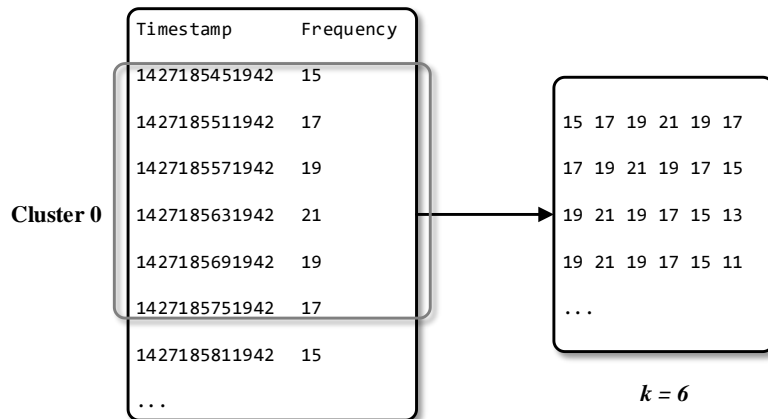 Timestamp Frequency
1427185451942 15
1427185511942 17
1427185571942 19
1427185631942 21
1427185691942 19
1427185751942 17
1427185811942 15
...
Cluster 0
15 17 19 21 19 17
17 19 21 19 17 15
19 21 19 17 15 13
19 21 19 17 15 11
...
k = 6